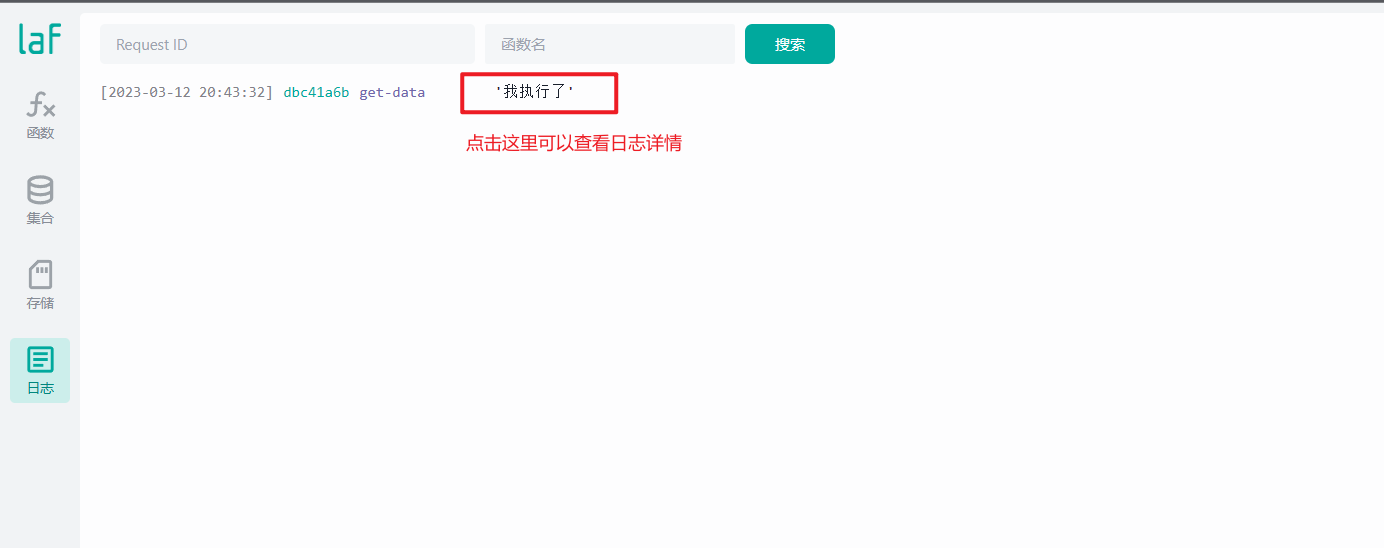 laf
Request ID 函数名 搜索
[2023-03-12 20:43:32] dbc41a6b get-data '我执行了'
点击这里可以查看日志详情
fx
函数
集合
存储
日志